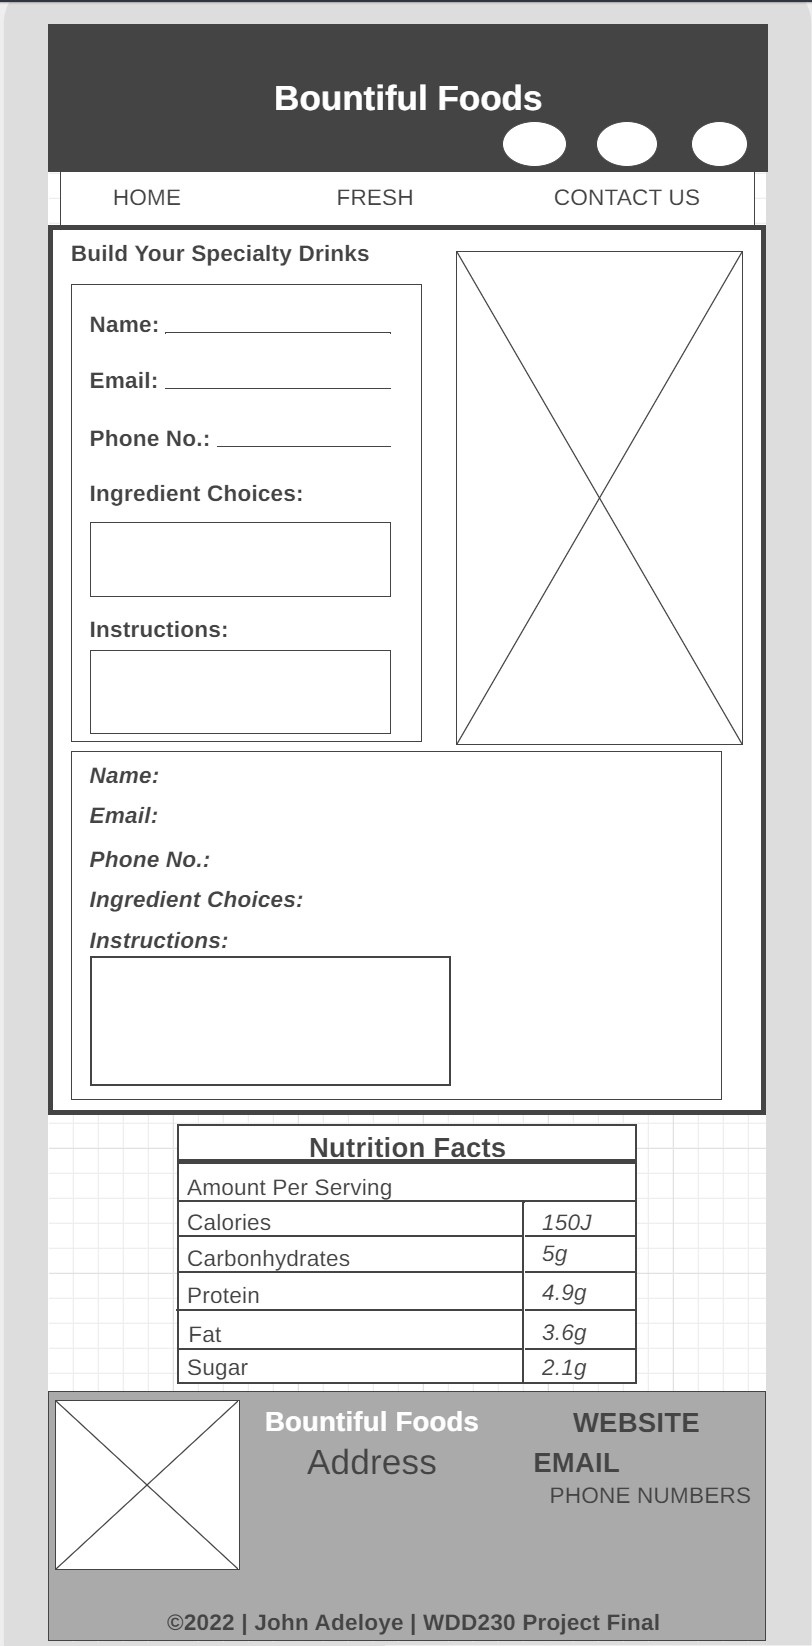 Bountiful Foods
HOME FRESH CONTACT US
Build Your Specialty Drinks
Name:
Email:
Phone No.:
Ingredient Choices:
Instructions:
Name:
Email:
Phone No.:
Ingredient Choices:
Instructions:
Nutrition Facts
Amount Per Serving
Calories 150J
Carbonhydrates 5g
Protein 4.9g
Fat 3.6g
Sugar 2.1g
Bountiful Foods WEBSITE
Address EMAIL
PHONE NUMBERS
©2022 | John Adeloye | WDD230 Project Final